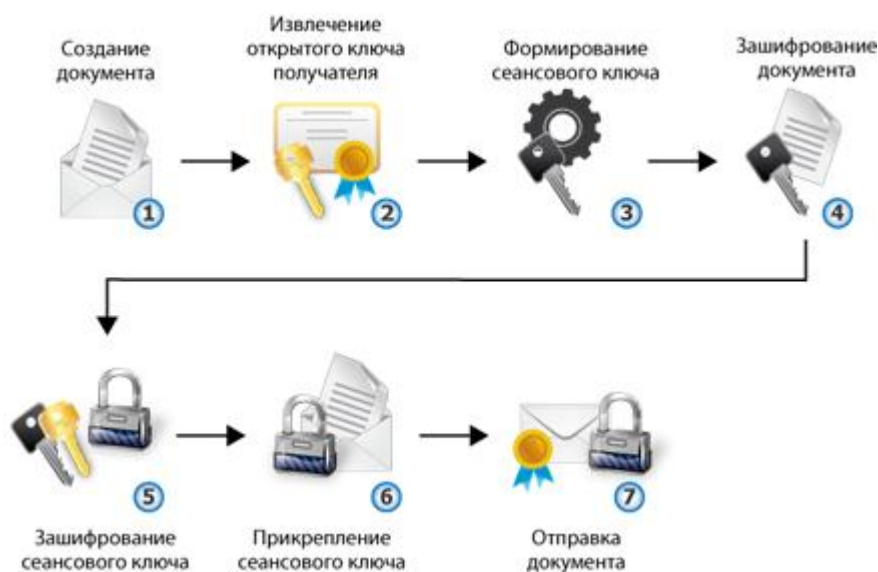 Создание
документа
Извлечение
открытого ключа
получателя
Формирование
сеансового ключа
Зашифрование
документа
1
2
3
4
5
6
7
Зашифрование
сеансового ключа
Прикрепление
сеансового ключа
Отправка
документа